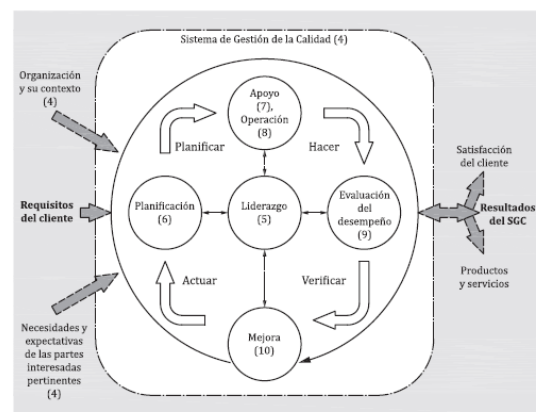 Sistema de Gestión de la Calidad (4)
Organización
y su contexto
(4)
Apoyo
(7),
Operación
(8)
Planificar
Hacer
Satisfacción
del cliente
Requisitos
del cliente
Planificación
(6)
Liderazgo
(5)
Evaluación
del
desempeño
(9)
Resultados
del SGC
Actuar
Verificar
Productos
y servicios
Necesidades y
expectativas
de las partes
interesadas
pertinentes
(4)
Mejora
(10)